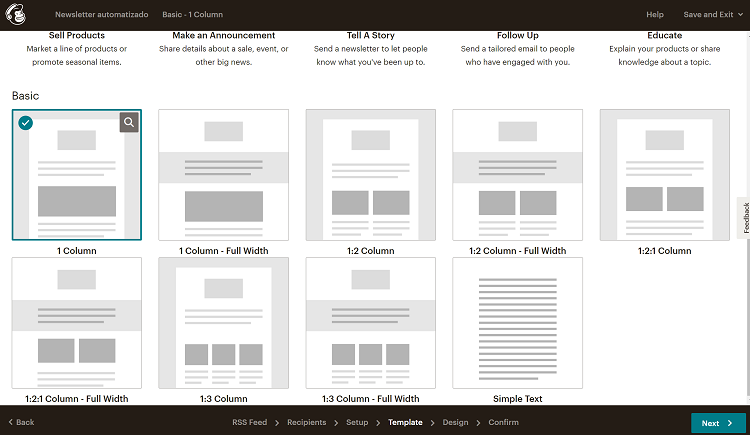 Newsletter automatizado Basic - 1 Column Help Save and Exit
Sell Products Make an Announcement Tell A Story Follow Up Educate
Market a line of products or Share details about a sale, event, or Send a newsletter to let people Send a tailored email to people Explain your products or share
promote seasonal items. other big news. know what you've been up to. who have engaged with you. knowledge about a topic.
Basic
Feedback
1 Column 1 Column - Full Width 1:2 Column 1:2 Column - Full Width 1:2:1 Column
1:2:1 Column - Full Width 1:3 Column 1:3 Column - Full Width Simple Text
Back RSS Feed Recipients Setup Template Design Confirm Next